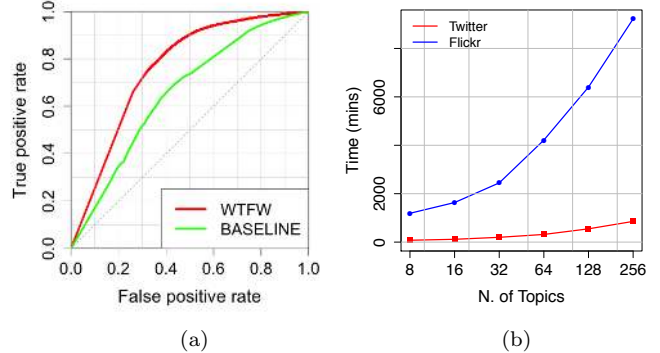 True positive rate
1.0
0.8
0.6
0.4
0.2
0.0
WTFW
BASELINE
0.0 0.2 0.4 0.6 0.8 1.0
False positive rate
(a)
Twitter
Flickr
Time (mins)
6000
2000
0
8 16 32 64 128 256
N. of Topics
(b)